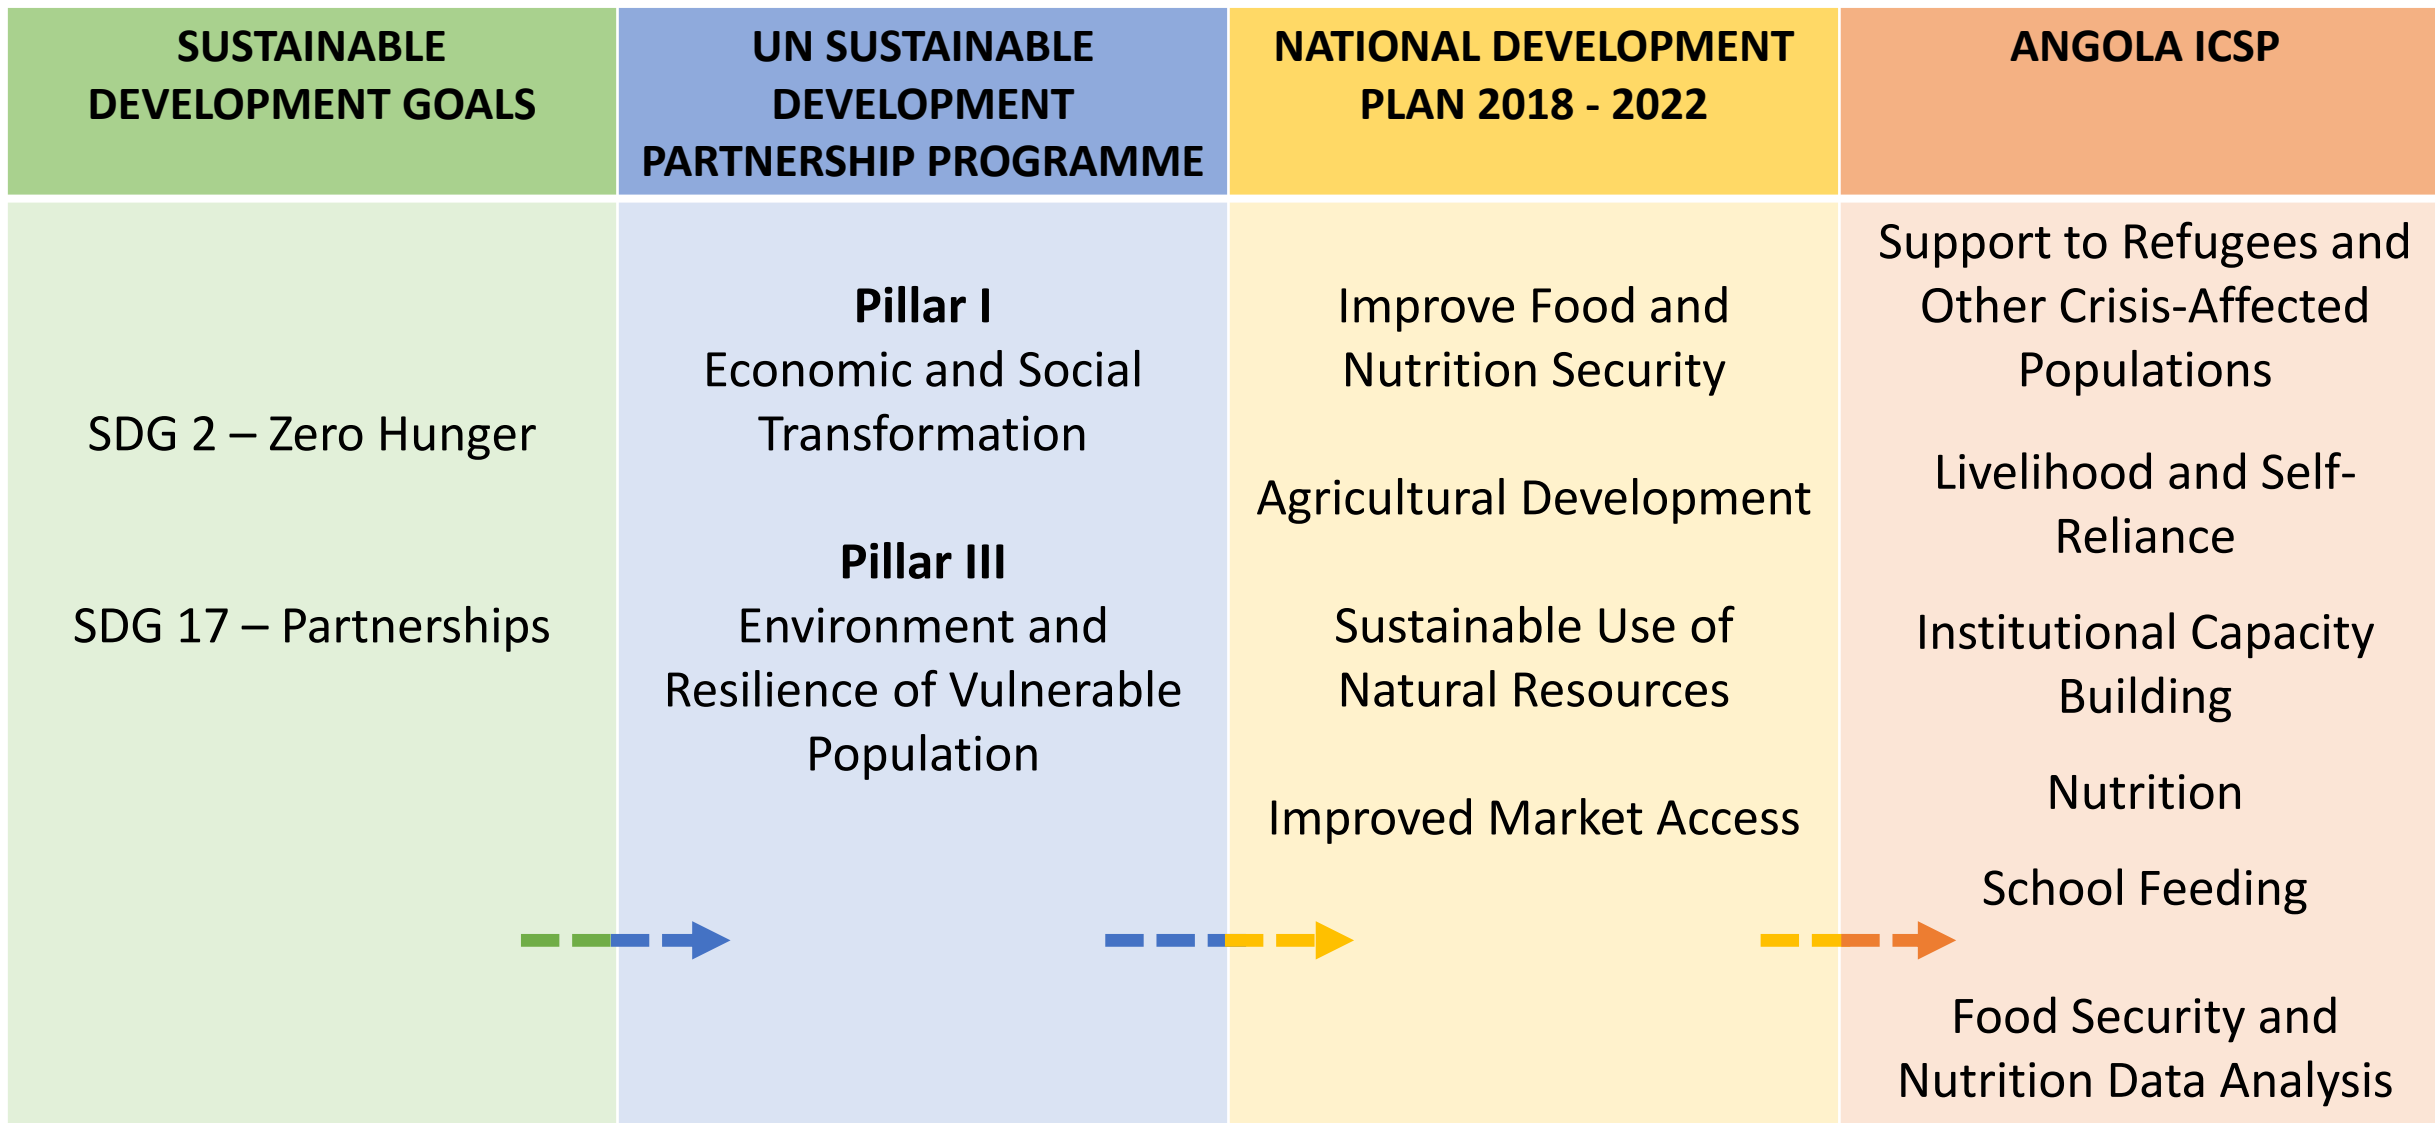 SUSTAINABLE
DEVELOPMENT GOALS
UN SUSTAINABLE
DEVELOPMENT
PARTNERSHIP PROGRAMME
NATIONAL DEVELOPMENT
PLAN 2018 - 2022
ANGOLA ICSP
SDG 2 – Zero Hunger
SDG 17 – Partnerships
Pillar I
Economic and Social
Transformation
Pillar III
Environment and
Resilience of Vulnerable
Population
Improve Food and
Nutrition Security
Agricultural Development
Sustainable Use of
Natural Resources
Improved Market Access
Support to Refugees and
Other Crisis-Affected
Populations
Livelihood and Self-
Reliance
Institutional Capacity
Building
Nutrition
School Feeding
Food Security and
Nutrition Data Analysis